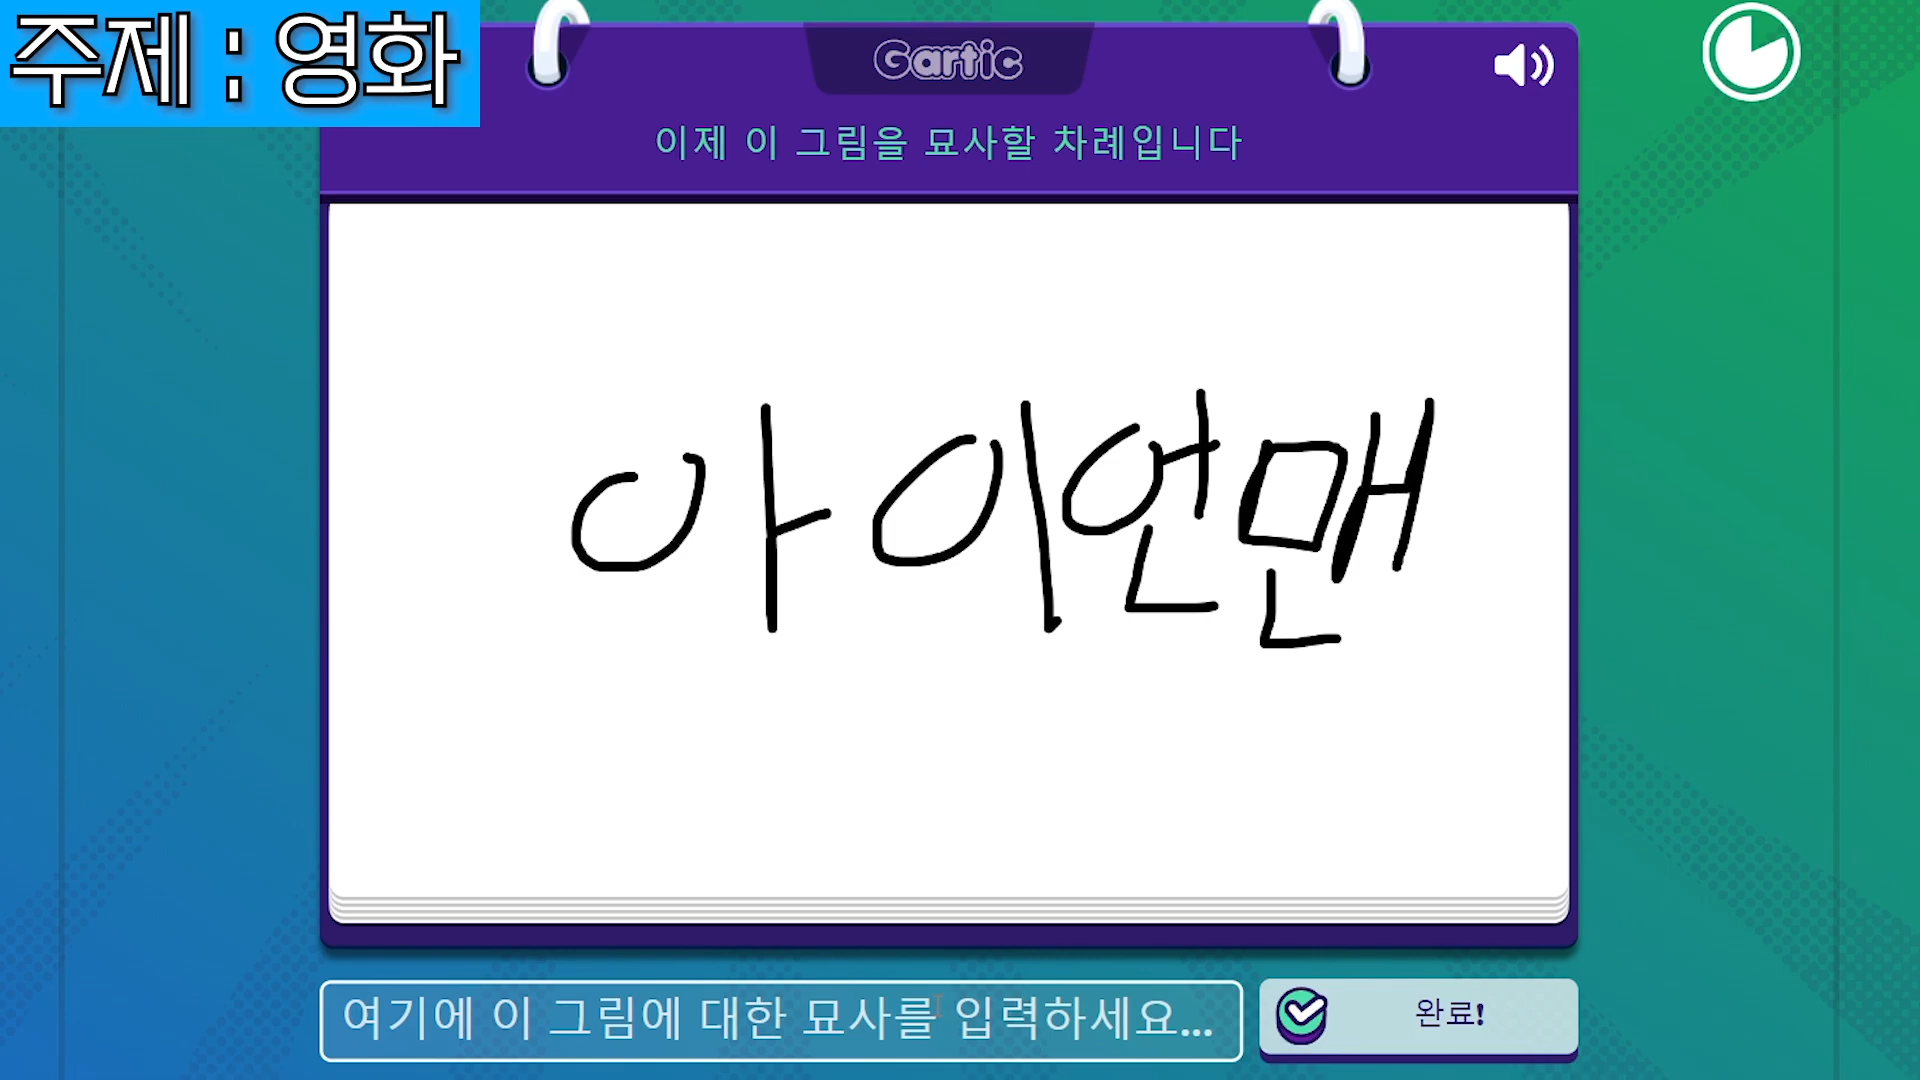 주제 : 영화
Gartic
이제 이 그림을 묘사할 차례입니다
아이언맨
여기에 이 그림에 대한 묘사를 입력하세요...
완료!